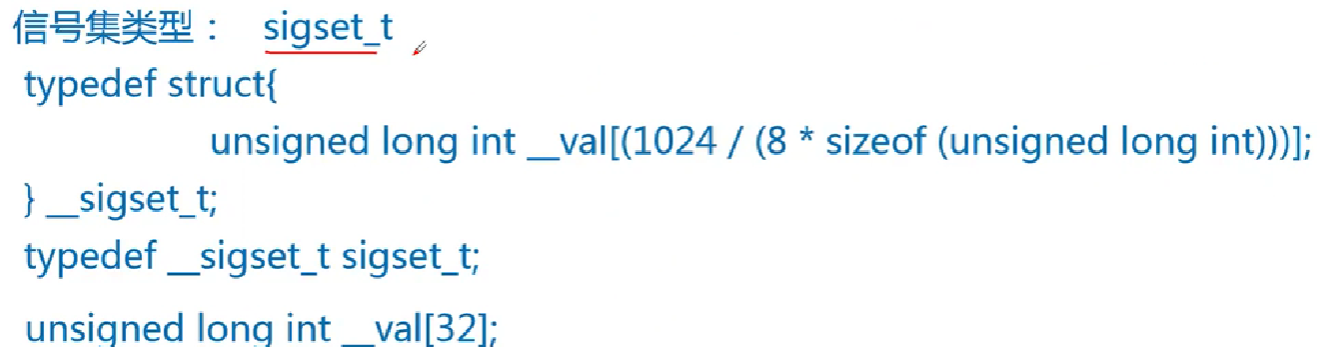 信号集类型： sigset_t
typedef struct{
unsigned long int __val[(1024 / (8 * sizeof (unsigned long int)))];
} __sigset_t;
typedef __sigset_t sigset_t;
unsigned long int __val[32];